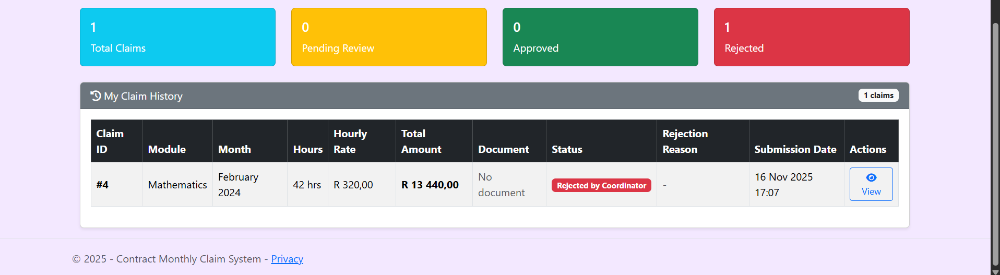 1
Total Claims
0
Pending Review
0
Approved
1
Rejected
My Claim History
1 claims
Claim
ID
Module
Month
Hours
Hourly
Rate
Total
Amount
Document
Status
Rejection
Reason
Submission Date
Actions
#4
Mathematics
February
2024
42 hrs
R 320,00
R 13 440,00
No
document
Rejected by Coordinator
-
16 Nov 2025
17:07
View
© 2025 - Contract Monthly Claim System - Privacy